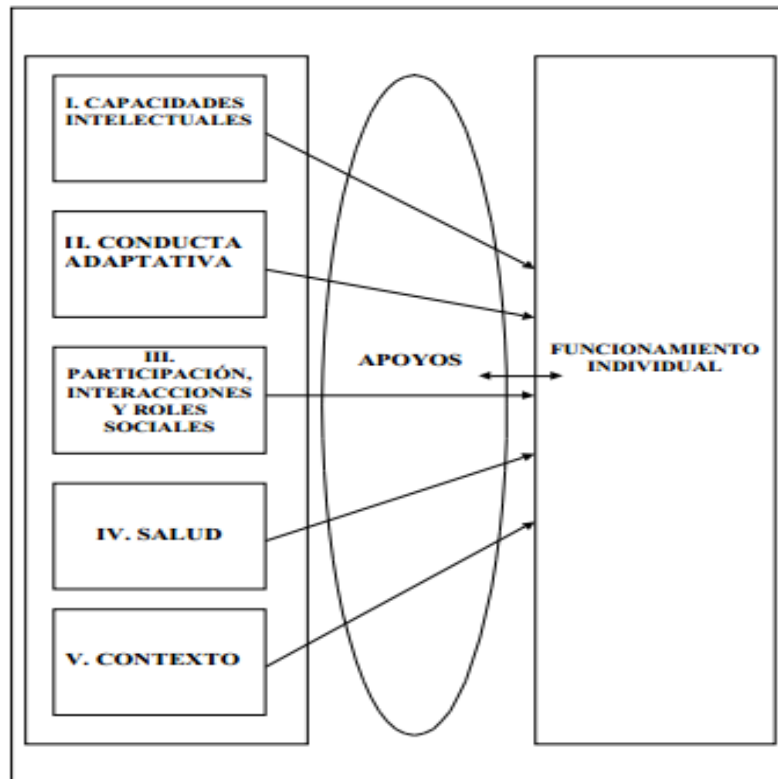 I. CAPACIDADES
INTELECTUALES
II. CONDUCTA
ADAPTATIVA
III.
PARTICIPACIÓN,
INTERACCIONES
Y ROLES
SOCIALES
IV. SALUD
V. CONTEXTO
APOYOS
FUNCIONAMIENTO
INDIVIDUAL